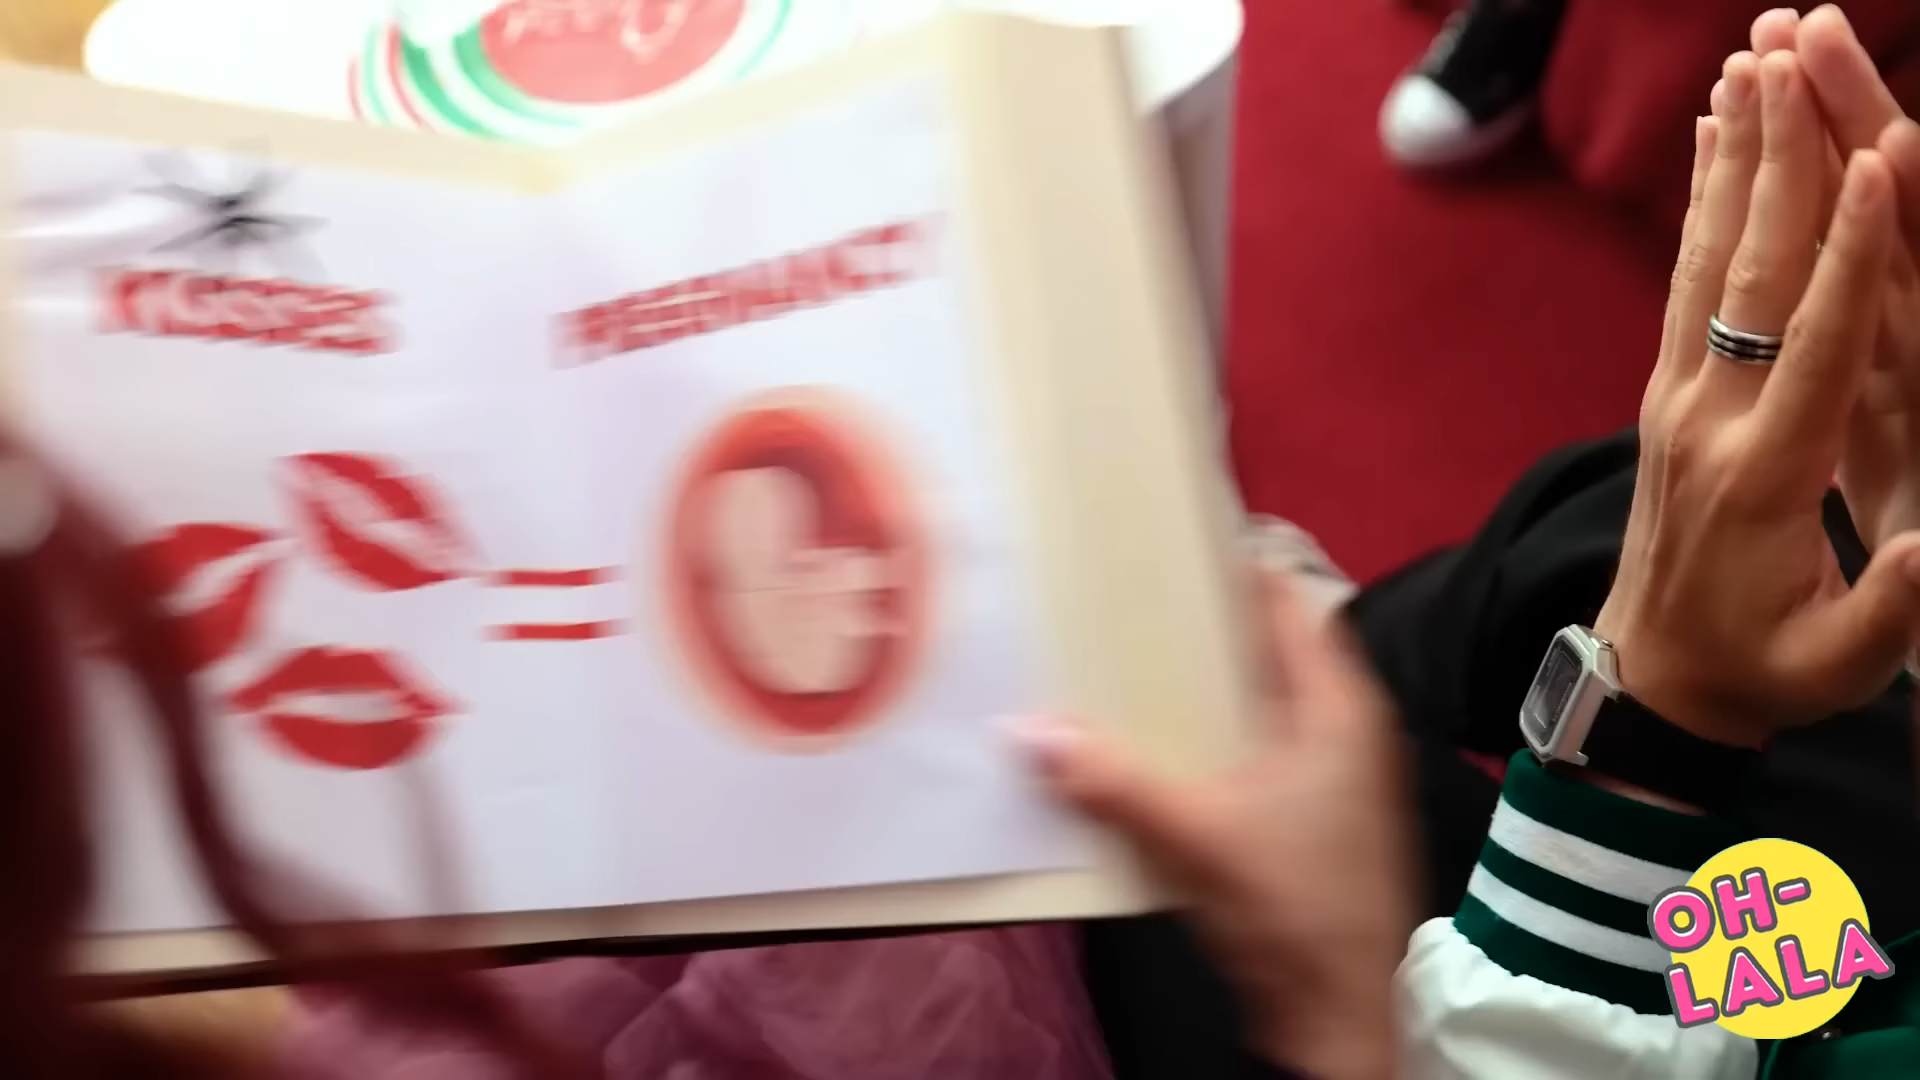 KISSES
PREGNANCY
=
OH-
LALA